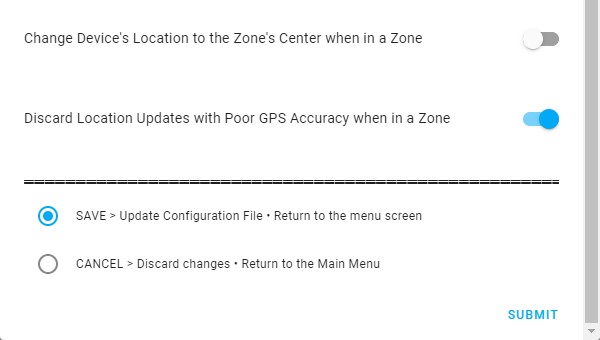 Change Device's Location to the Zone's Center when in a Zone
Discard Location Updates with Poor GPS Accuracy when in a Zone
SAVE > Update Configuration File • Return to the menu screen
CANCEL > Discard changes • Return to the Main Menu
SUBMIT